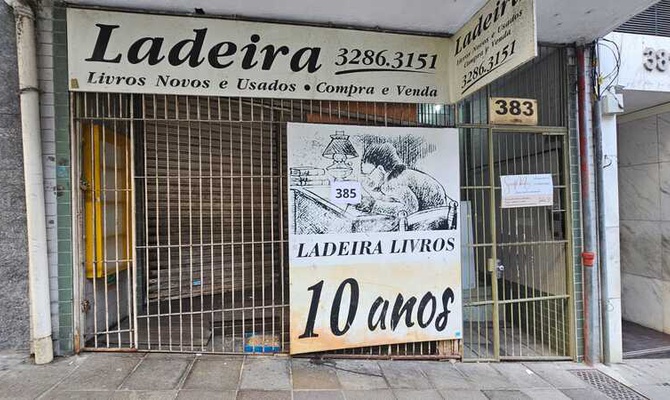 Ladeira 3286.3151
Livros Novos e Usados • Compra e Venda
Ladeira
Livros Novos e Usados
Compra e Venda
3286.3151
383
385
LADEIRA LIVROS
10 anos
38